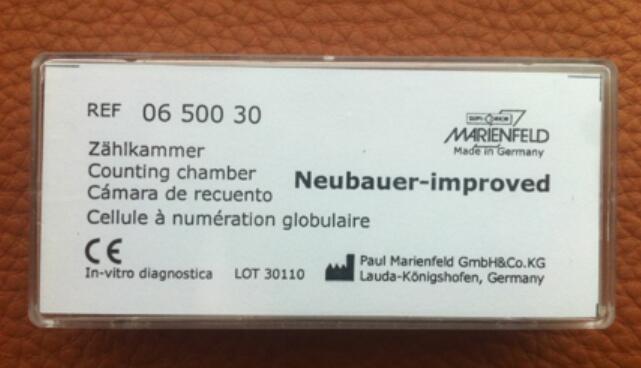 REF 06 500 30
MARIENFELD
Made in Germany
Zählkammer
Counting chamber
Cámara de recuento
Cellule à numération globulaire
Neubauer-improved
CE
In-vitro diagnostica LOT 30110
Paul Marienfeld GmbH&Co.KG
Lauda-Königshofen, Germany